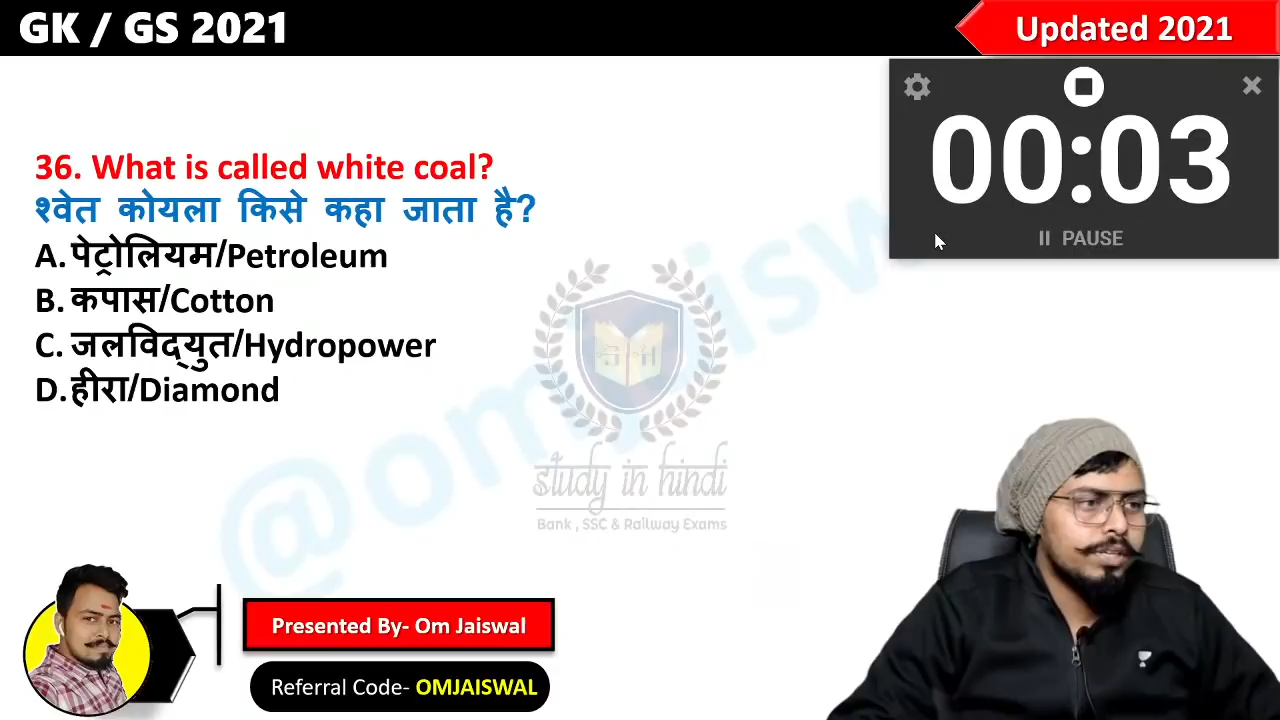 GK / GS 2021
Updated 2021
00:03
PAUSE
36. What is called white coal?
श्वेत कोयला किसे कहा जाता है?
A. पेट्रोलियम/Petroleum
B. कपास/Cotton
C. जलविद्युत/Hydropower
D. हीरा/Diamond
study in hindi
Bank , SSC & Railway Exams
Presented By- Om Jaiswal
Referral Code- OMJAISWAL